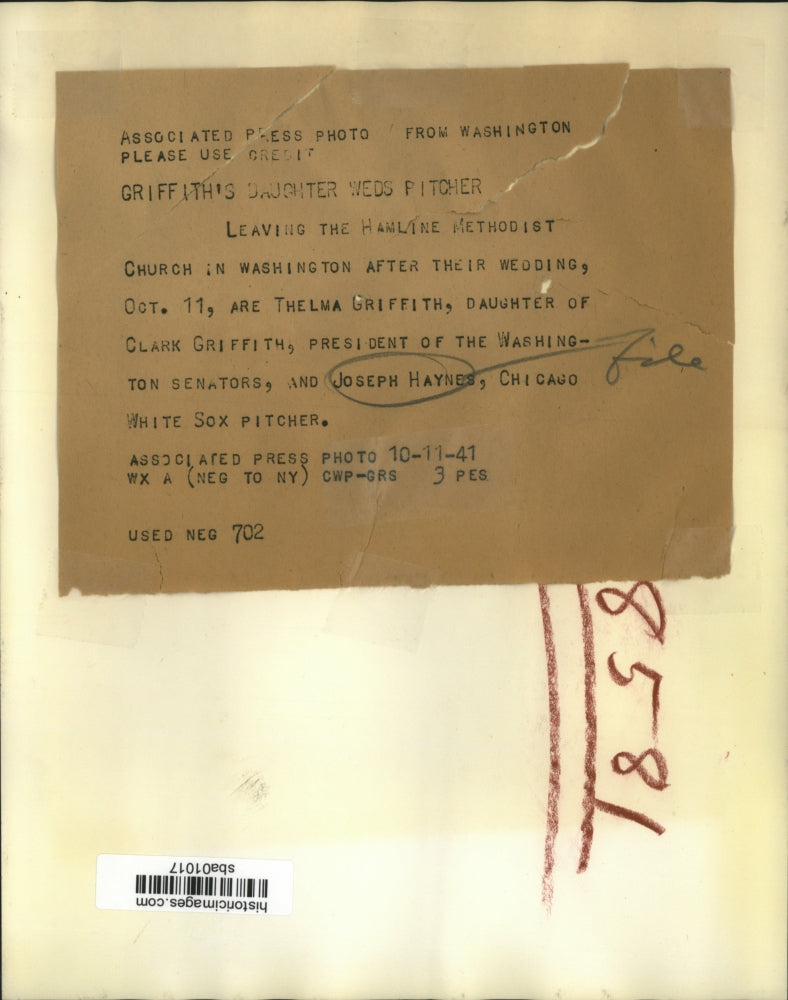 ASSOCIATED PRESS PHOTO FROM WASHINGTON
PLEASE USE CREDIT
GRIFFITH'S DAUGHTER WEDS PITCHER
LEAVING THE HAMLINE METHODIST
CHURCH IN WASHINGTON AFTER THEIR WEDDING,
OCT. 11, ARE THELMA GRIFFITH, DAUGHTER OF
CLARK GRIFFITH, PRESIDENT OF THE WASHING-
TON SENATORS, AND JOSEPH HAYNES, CHICAGO
file
WHITE SOX PITCHER.
ASSOCIATED PRESS PHOTO 10-11-41
WX A (NEG TO NY) CWP-GRS 3 PES
USED NEG 702
historicimages.com
sba01017